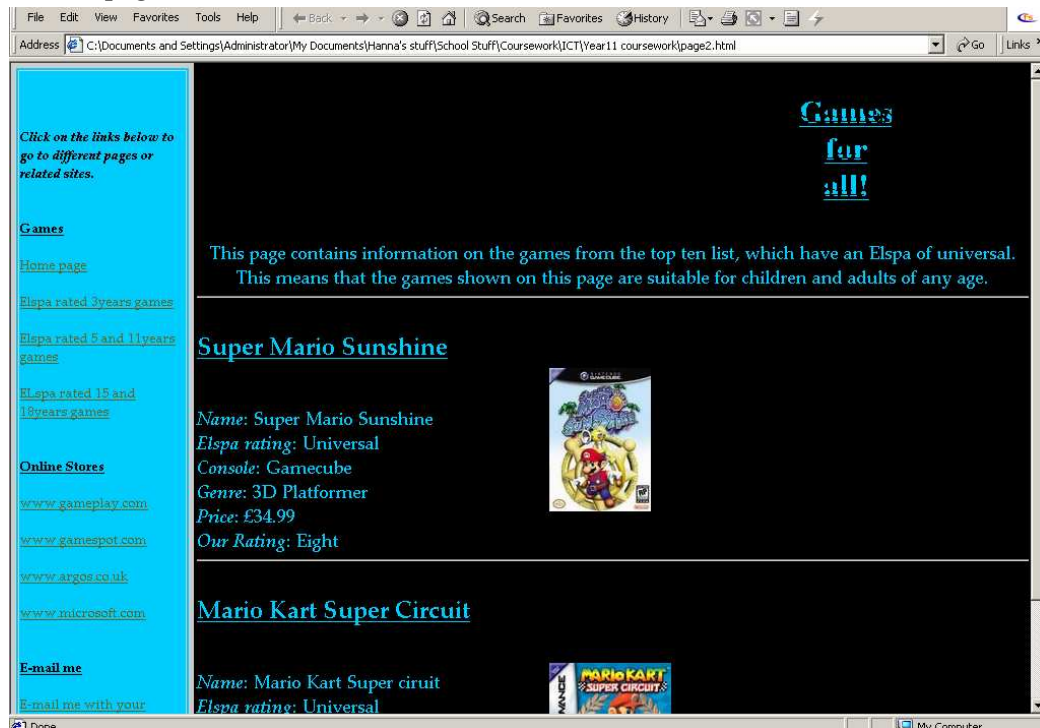 File Edit View Favorites Tools Help Back Search Favorites History
Address C:\Documents and Settings\Administrator\My Documents\Hanna's stuff\School Stuff\Coursework\ICT\Year11 coursework\page2.html Go Links
Click on the links below to
go to different pages or
related sites.
Games
Home page
Elspa rated 3years games
Elspa rated 5 and 11years
games
ELspa rated 15 and
18years games
Online Stores
www.gameplay.com
www.gamespot.com
www.argos.co.uk
www.microsoft.com
E-mail me
E-mail me with your
Games
for
all!
This page contains information on the games from the top ten list, which have an Elspa of universal.
This means that the games shown on this page are suitable for children and adults of any age.
Super Mario Sunshine
Name: Super Mario Sunshine
Elspa rating: Universal
Console: Gamecube
Genre: 3D Platformer
Price: £34.99
Our Rating: Eight
NINTENDO
GAMECUBE
Super
Mario
Sunshine
Mario Kart Super Circuit
Name: Mario Kart Super ciruit
Elspa rating: Universal
MARIO KART
SUPER CIRCUIT
Done My Computer